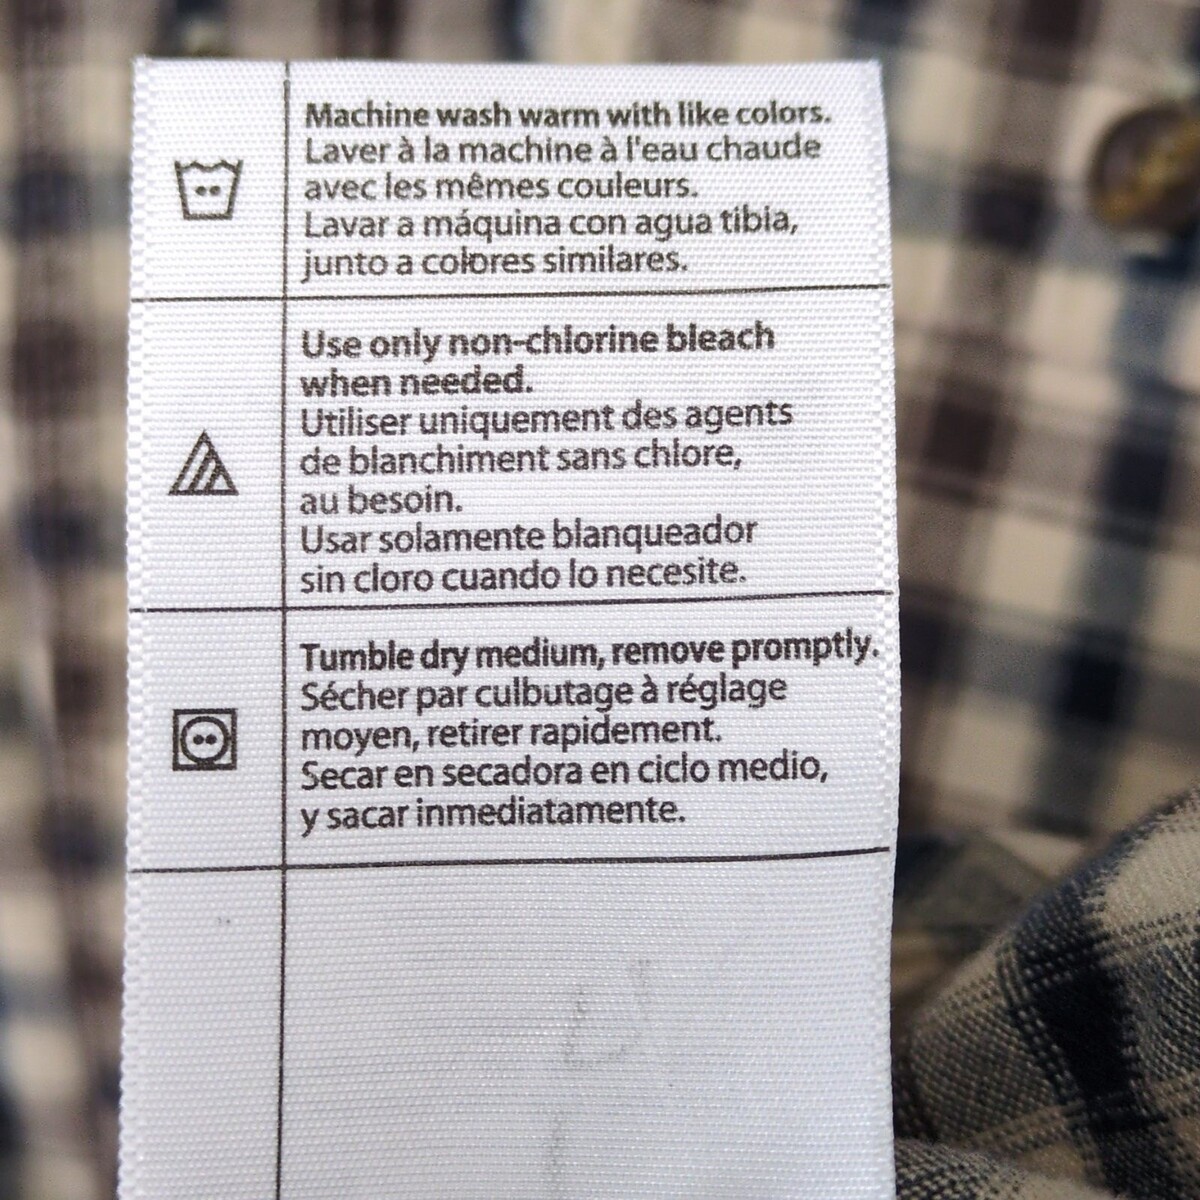 Machine wash warm with like colors.
Laver à la machine à l'eau chaude
avec les mêmes couleurs.
Lavar a máquina con agua tibia,
junto a colores similares.
Use only non-chlorine bleach
when needed.
Utiliser uniquement des agents
de blanchiment sans chlore,
au besoin.
Usar solamente blanqueador
sin cloro cuando lo necesite.
Tumble dry medium, remove promptly.
Sécher par culbutage à réglage
moyen, retirer rapidement.
Secar en secadora en ciclo medio,
y sacar inmediatamente.